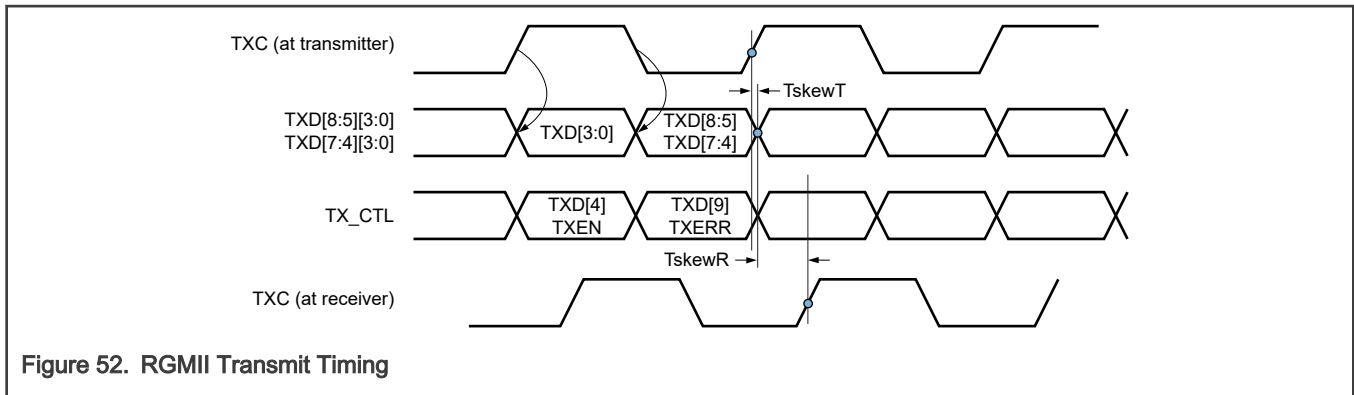 TXC (at transmitter)
TskewT
TXD[8:5][3:0]
TXD[7:4][3:0]
TXD[3:0]
TXD[8:5]
TXD[7:4]
TX_CTL
TXD[4]
TXEN
TXD[9]
TXERR
TskewR
TXC (at receiver)
Figure 52. RGMII Transmit Timing